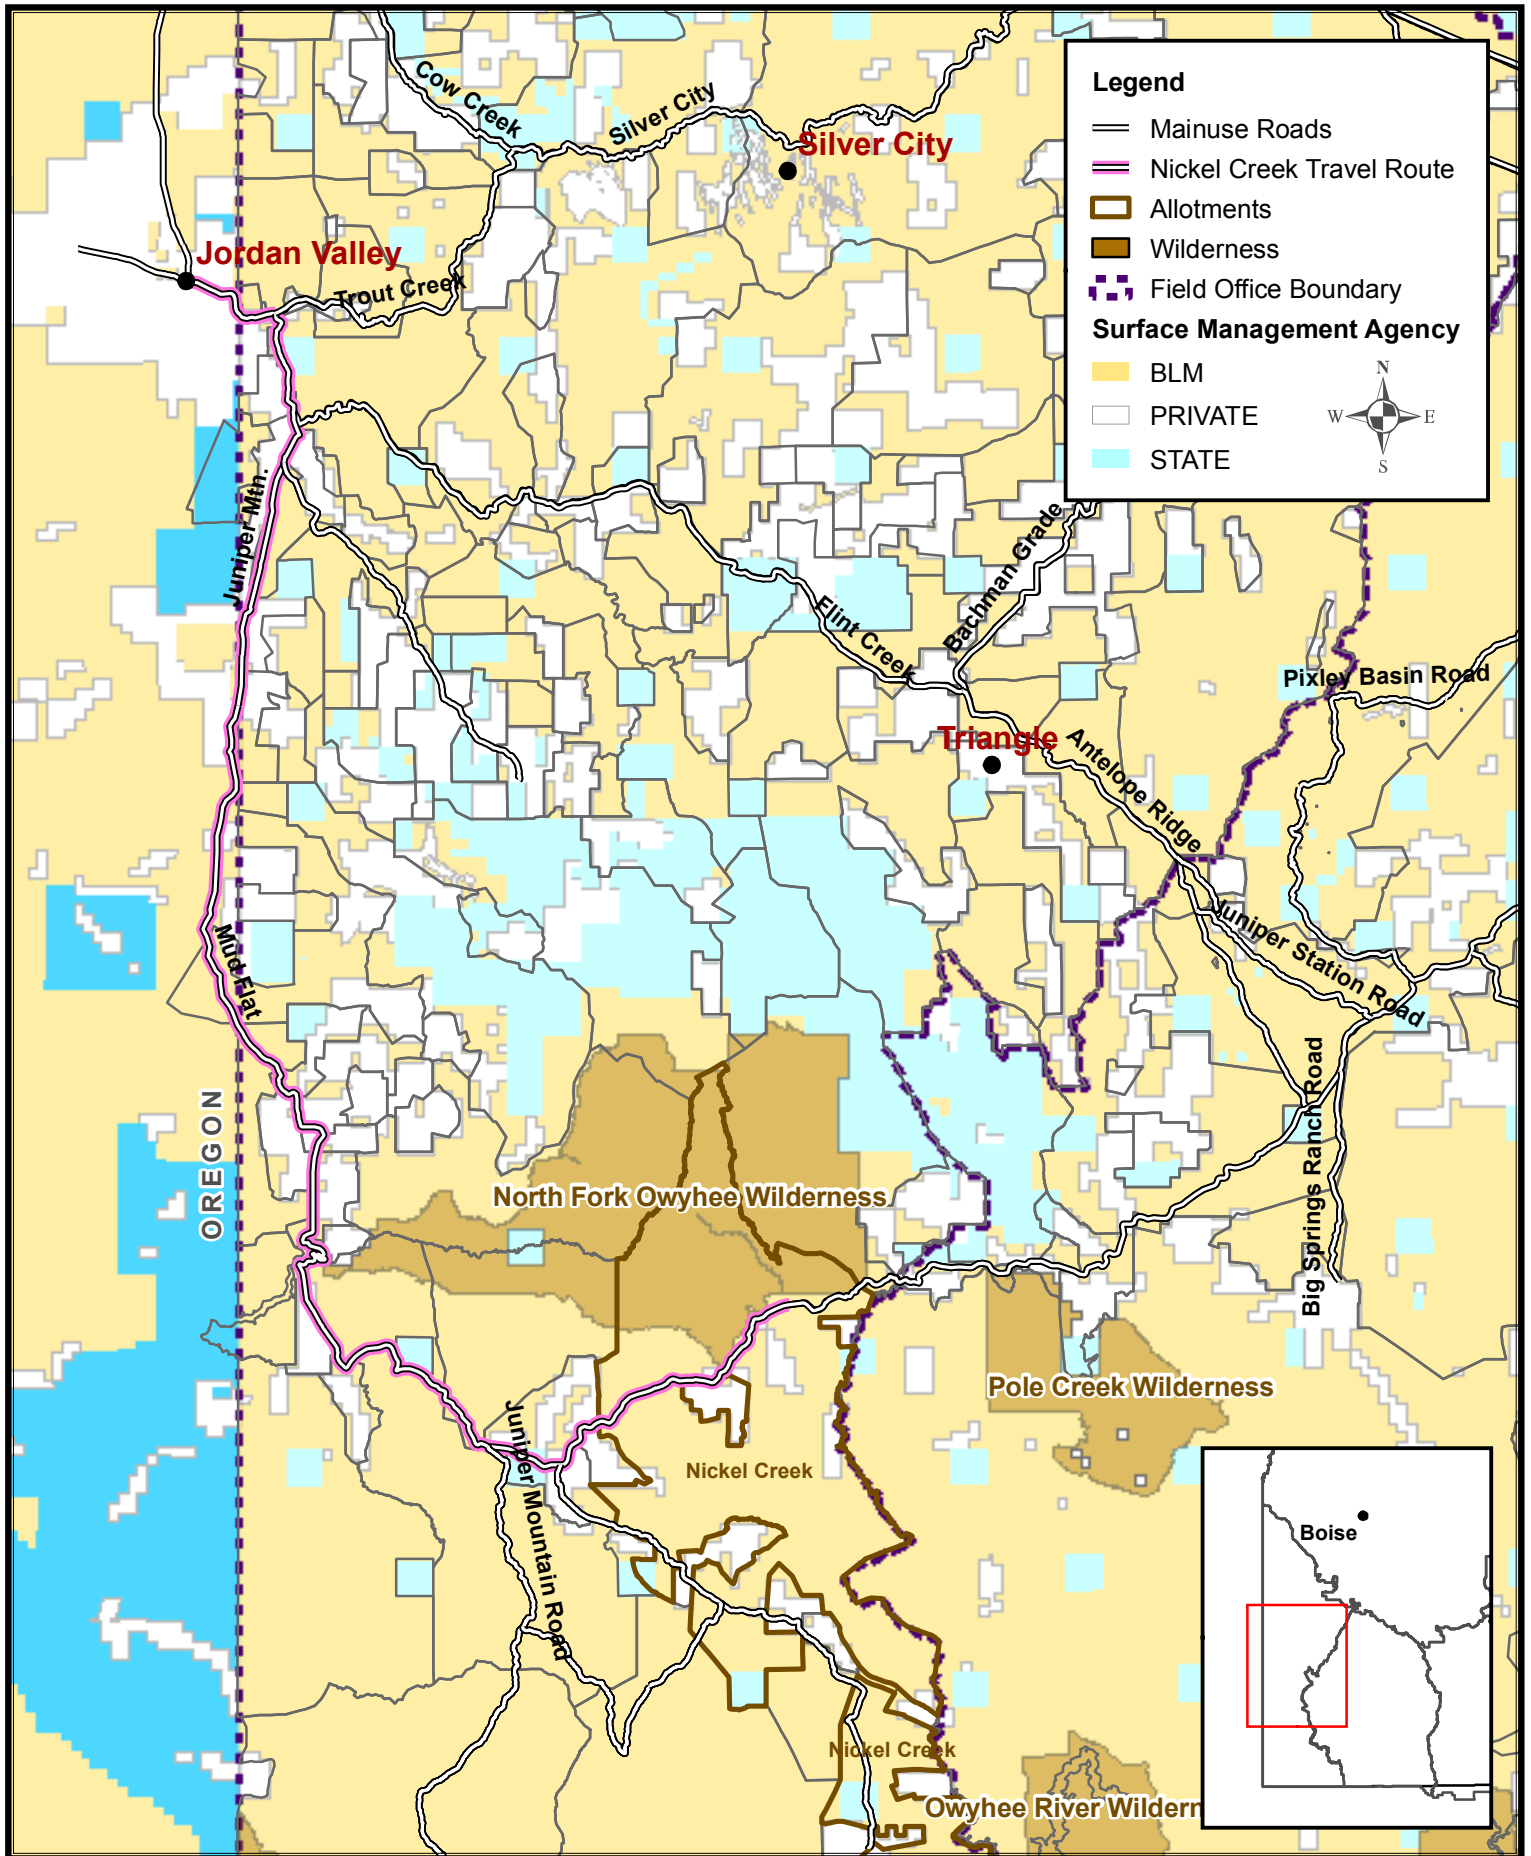 Cow Creek
Silver City
Silver City
Jordan Valley
Trout Creek
Legend
Mainuse Roads
Nickel Creek Travel Route
Allotments
Wilderness
Field Office Boundary
Surface Management Agency
BLM
PRIVATE
STATE
N
W
E
S
Juniper Mtn.
Bachman Grade
Flint Creek
Pixley Basin Road
Triangle
Antelope Ridge
Mud Flat
Juniper Station Road
OREGON
Big Springs Ranch Road
North Fork Owyhee Wilderness
Pole Creek Wilderness
Juniper Mountain Road
Nickel Creek
Boise
Nickel Creek
Owyhee River Wildern